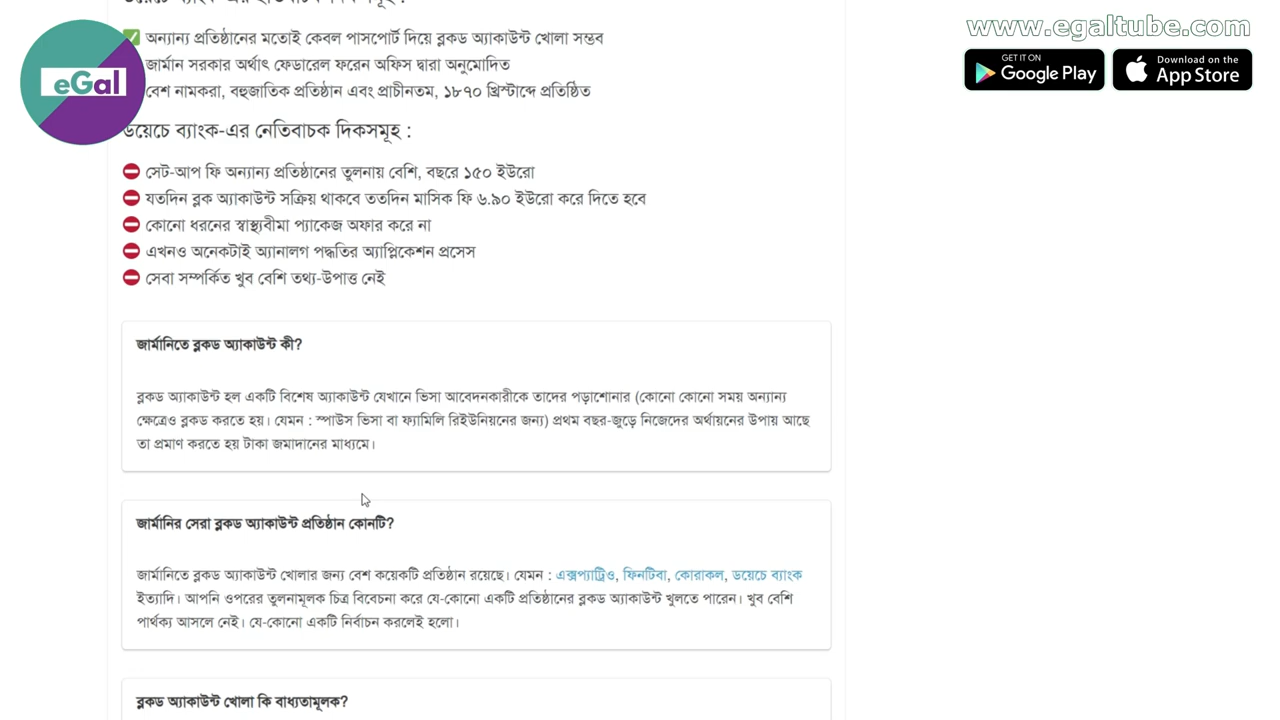 www.egaltube.com
GET IT ON
Google Play
Download on the
App Store
eGal
অন্যান্য প্রতিষ্ঠানের মতোই কেবল পাসপোর্ট দিয়ে ব্লকড অ্যাকাউন্ট খোলা সম্ভব
জার্মান সরকার অর্থাৎ ফেডারেল ফরেন অফিস দ্বারা অনুমোদিত
বেশ নামকরা, বহুজাতিক প্রতিষ্ঠান এবং প্রাচীনতম, ১৮৭০ খ্রিস্টাব্দে প্রতিষ্ঠিত
ডয়েচে ব্যাংক-এর নেতিবাচক দিকসমূহ :
সেট-আপ ফি অন্যান্য প্রতিষ্ঠানের তুলনায় বেশি, বছরে ১৫০ ইউরো
যতদিন ব্লক অ্যাকাউন্ট সক্রিয় থাকবে ততদিন মাসিক ফি ৬.৯০ ইউরো করে দিতে হবে
কোনো ধরনের স্বাস্থ্যবীমা প্যাকেজ অফার করে না
এখনও অনেকটাই অ্যানালগ পদ্ধতির অ্যাপ্লিকেশন প্রসেস
সেবা সম্পর্কিত খুব বেশি তথ্য-উপাত্ত নেই
জার্মানিতে ব্লকড অ্যাকাউন্ট কী?
ব্লকড অ্যাকাউন্ট হল একটি বিশেষ অ্যাকাউন্ট যেখানে ভিসা আবেদনকারীকে তাদের পড়াশোনার (কোনো কোনো সময় অন্যান্য
ক্ষেত্রেও ব্লকড করতে হয়। যেমন : স্পাউস ভিসা বা ফ্যামিলি রিইউনিয়নের জন্য) প্রথম বছর-জুড়ে নিজেদের অর্থায়নের উপায় আছে
তা প্রমাণ করতে হয় টাকা জমাদানের মাধ্যমে।
জার্মানির সেরা ব্লকড অ্যাকাউন্ট প্রতিষ্ঠান কোনটি?
জার্মানিতে ব্লকড অ্যাকাউন্ট খোলার জন্য বেশ কয়েকটি প্রতিষ্ঠান রয়েছে। যেমন : এক্সপ্যাট্রিও, ফিনটিবা, কোরাকল, ডয়েচে ব্যাংক
ইত্যাদি। আপনি ওপরের তুলনামূলক চিত্র বিবেচনা করে যে-কোনো একটি প্রতিষ্ঠানের ব্লকড অ্যাকাউন্ট খুলতে পারেন। খুব বেশি
পার্থক্য আসলে নেই। যে-কোনো একটি নির্বাচন করলেই হলো।
ব্লকড অ্যাকাউন্ট খোলা কি বাধ্যতামূলক?